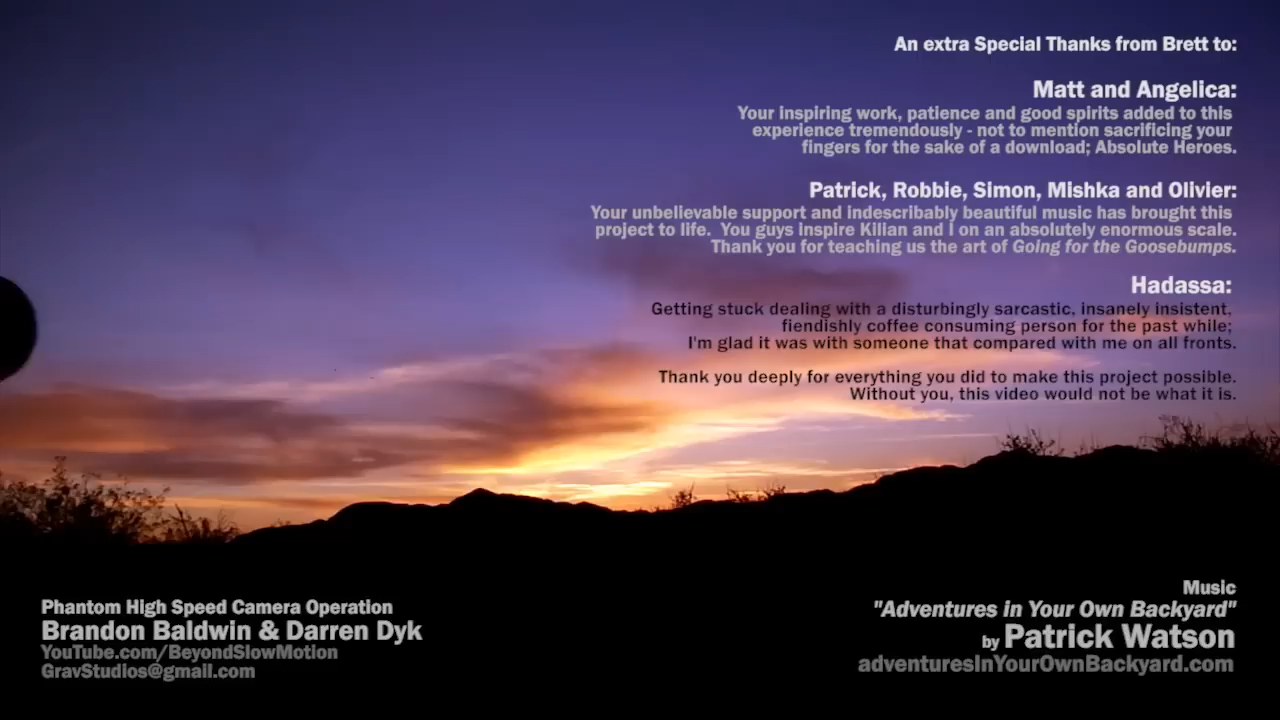 An extra Special Thanks from Brett to:
Matt and Angelica:
Your inspiring work, patience and good spirits added to this
experience tremendously - not to mention sacrificing your
fingers for the sake of a download; Absolute Heroes.
Patrick, Robbie, Simon, Mishka and Olivier:
Your unbelievable support and indescribably beautiful music has brought this
project to life. You guys inspire Kilian and I on an absolutely enormous scale.
Thank you for teaching us the art of Going for the Goosebumps.
Hadassa:
Getting stuck dealing with a disturbingly sarcastic, insanely insistent,
fiendishly coffee consuming person for the past while;
I'm glad it was with someone that compared with me on all fronts.
Thank you deeply for everything you did to make this project possible.
Without you, this video would not be what it is.
Phantom High Speed Camera Operation
Brandon Baldwin & Darren Dyk
YouTube.com/BeyondSlowMotion
GravStudios@gmail.com
Music
"Adventures in Your Own Backyard"
by Patrick Watson
adventuresInYourOwnBackyard.com